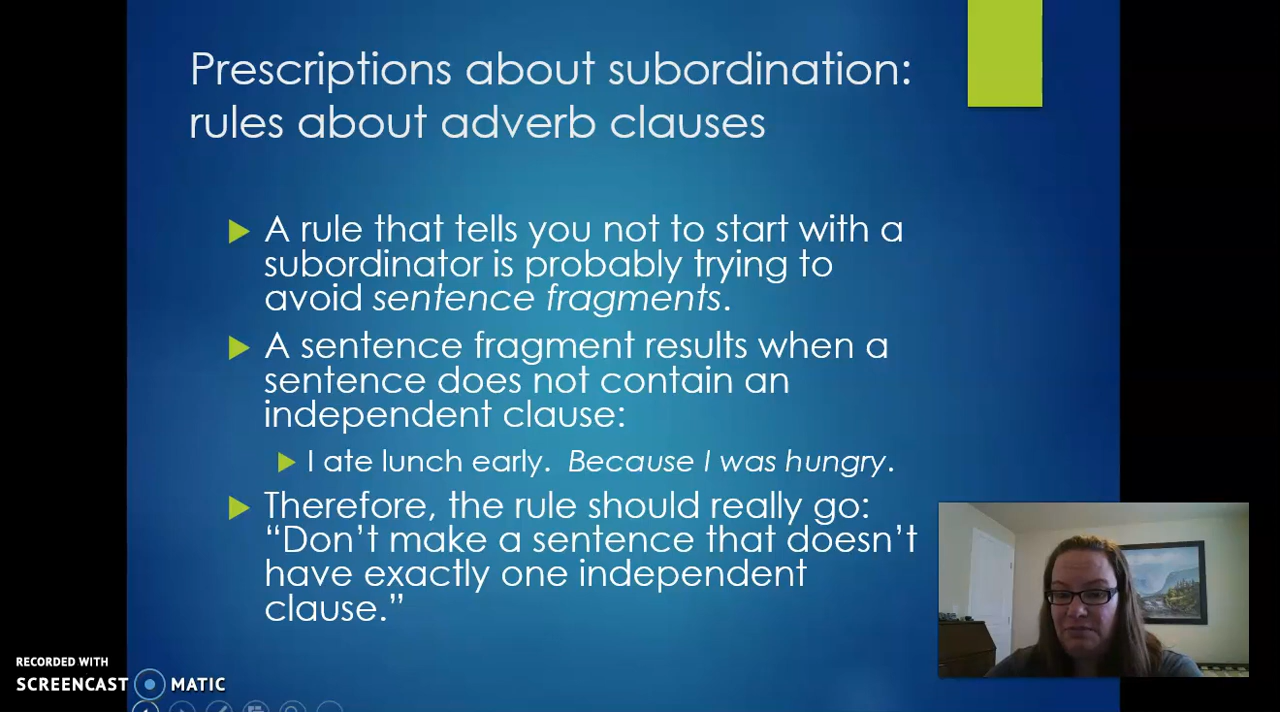 Prescriptions about subordination:
rules about adverb clauses
A rule that tells you not to start with a
subordinator is probably trying to
avoid sentence fragments.
A sentence fragment results when a
sentence does not contain an
independent clause:
I ate lunch early. Because I was hungry.
Therefore, the rule should really go:
“Don’t make a sentence that doesn’t
have exactly one independent
clause.”
RECORDED WITH
SCREENCAST MATIC